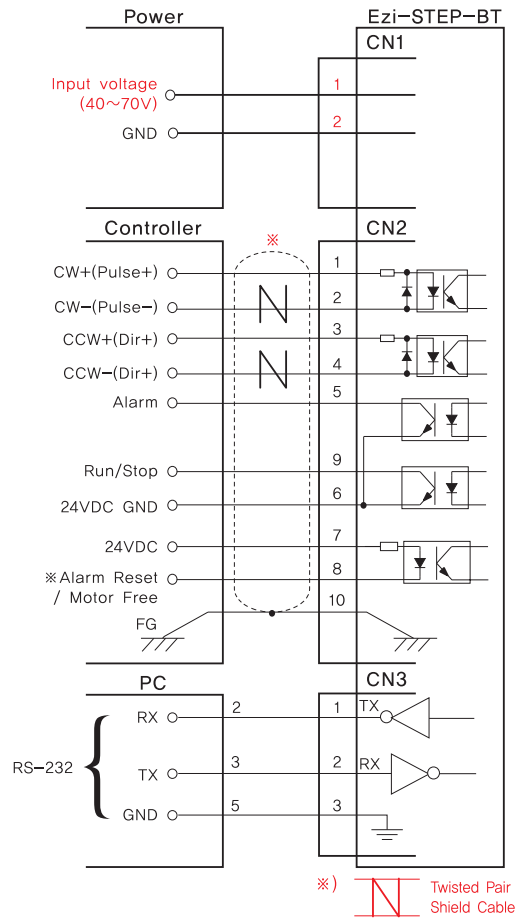 Power
Ezi-STEP-BT
CN1
Input voltage
(40~70V)
1
GND
2
Controller
※
CN2
CW+(Pulse+)
1
CW-(Pulse-)
2
CCW+(Dir+)
3
CCW-(Dir+)
4
Alarm
5
Run/Stop
9
24VDC GND
6
24VDC
7
※Alarm Reset
/ Motor Free
8
FG
10
PC
CN3
RS-232
RX
2
1
TX
TX
3
2
RX
GND
5
3
※)
Twisted Pair
Shield Cable